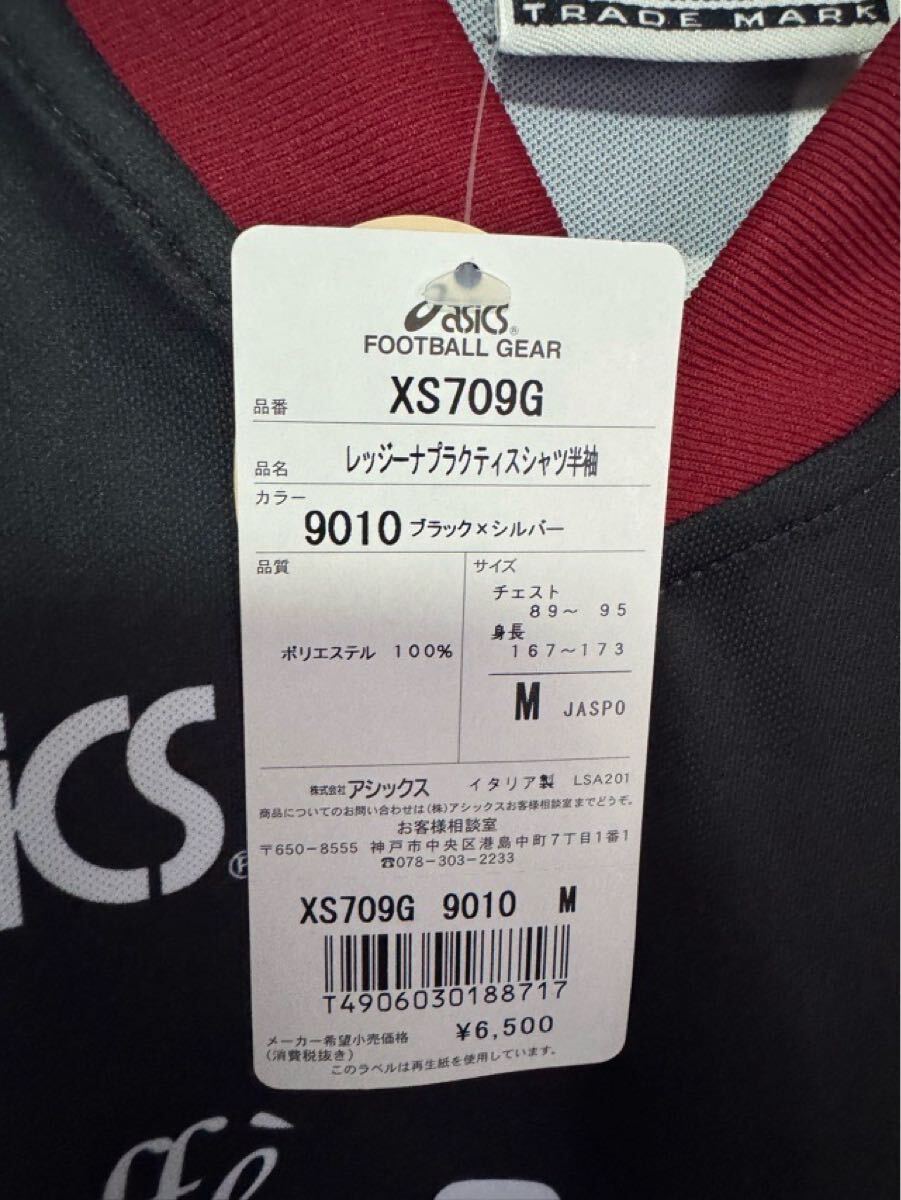 TRADE MARK
asics®
FOOTBALL GEAR
品番 XS709G
品名 レッジーナプラクティスシャツ半袖
カラー
9010 ブラック×シルバー
品質
ポリエステル 100%
サイズ
チェスト
89～ 95
身長
167～173
M JASPO
株式会社アシックス イタリア製 LSA201
商品についてのお問い合わせは(株)アシックスお客様相談室までどうぞ。
お客様相談室
〒650-8555 神戸市中央区港島中町7丁目1番1
☎078-303-2233
XS709G 9010 M
T4906030188717
メーカー希望小売価格 ¥6,500
(消費税抜き)
このラベルは再生紙を使用しています。
ics®
ffè